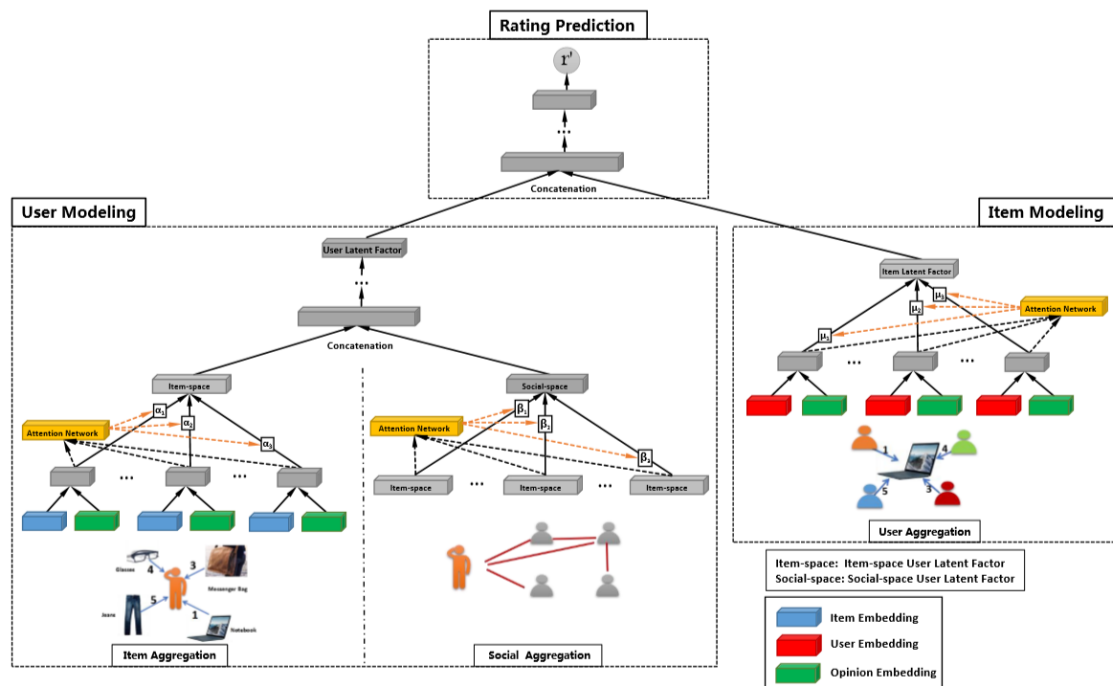 Rating Prediction
r'
...
Concatenation
User Modeling
User Latent Factor
...
Concatenation
Item-space
Social-space
α₁
α₂
α₃
β₁
β₁
β₂
Attention Network
Attention Network
... ...
Item-space ... Item-space ... Item-space
Glasses
4
3
Messenger Bag
Jeans
5
1
Notebook
Item Aggregation
Social Aggregation
Item Modeling
Item Latent Factor
μ₁
μ₂
μ₃
Attention Network
... ...
1
4
5
3
User Aggregation
Item-space: Item-space User Latent Factor
Social-space: Social-space User Latent Factor
Item Embedding
User Embedding
Opinion Embedding